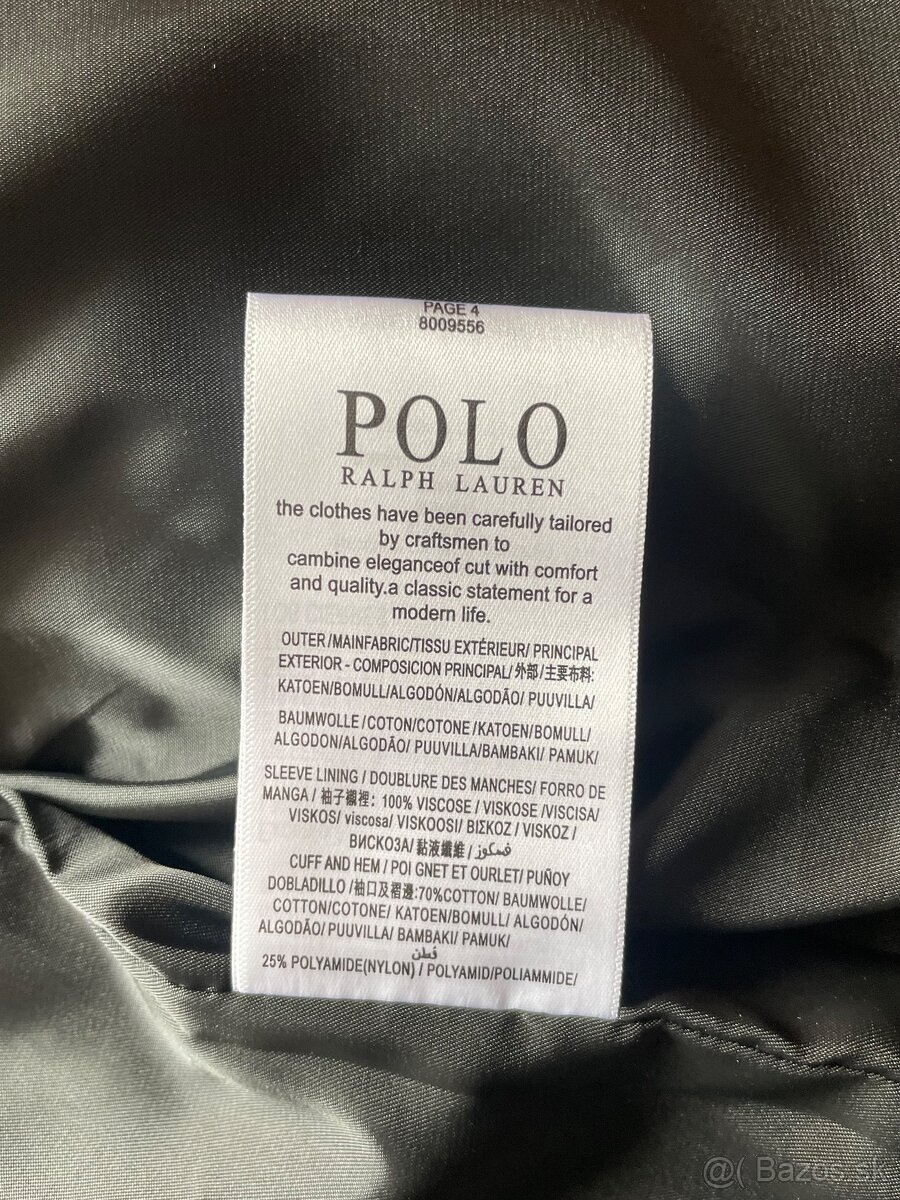 PAGE 4
8009556
POLO
RALPH LAUREN
the clothes have been carefully tailored
by craftsmen to
cambine eleganceof cut with comfort
and quality.a classic statement for a
modern life.
OUTER/MAINFABRIC/TISSU EXTÉRIEUR/ PRINCIPAL
EXTERIOR - COMPOSICION PRINCIPAL/ 外部/主要布料:
KATOEN/BOMULL/ALGODÓN/ALGODÃO/ PUUVILLA/
BAUMWOLLE/COTON/COTONE/KATOEN/BOMULL/
ALGODON/ALGODÃO/ PUUVILLA/BAMBAKI/ PAMUK/
SLEEVE LINING / DOUBLURE DES MANCHES/ FORRO DE
MANGA / 袖子襯裡: 100% VISCOSE / VISKOSE /VISCISA/
VISKOS/ viscosa/ VISKOOSI/ ΒΙΣΚΟΖ / VISKOZ /
ВИСКОЗА/ 黏液纖維 / فسكوز/
CUFF AND HEM / POI GNET ET OURLET/ PUÑOY
DOBLADILLO /袖口及褶邊:70%COTTON/ BAUMWOLLE/
COTTON/COTONE/ KATOEN/BOMULL/ ALGODÓN/
ALGODÃO/ PUUVILLA/ BAMBAKI/ PAMUK/
قطن
25% POLYAMIDE(NYLON) / POLYAMID/POLIAMMIDE/
@( Bazos.sk